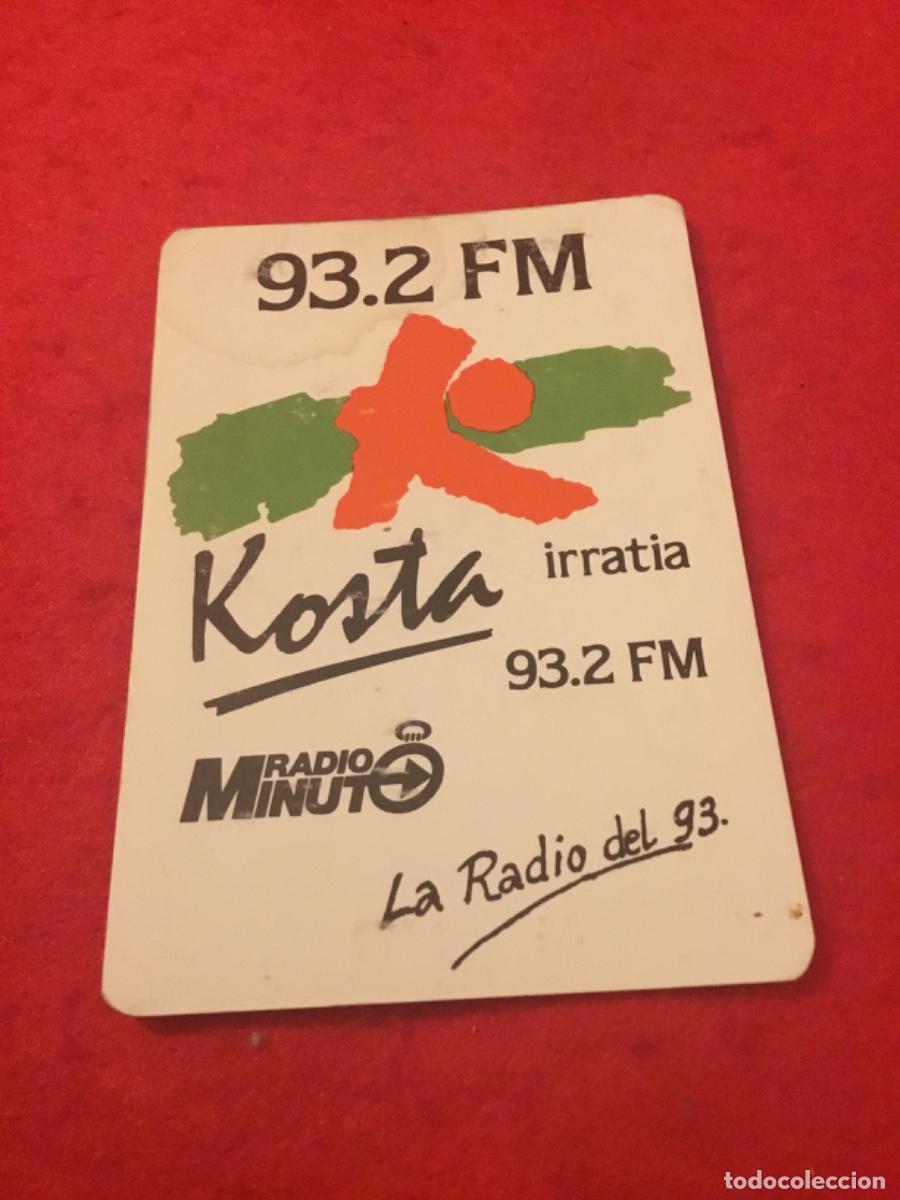 93.2 FM
Kosta irratia
93.2 FM
RADIO
MINUTO
La Radio del 93.
todocoleccion